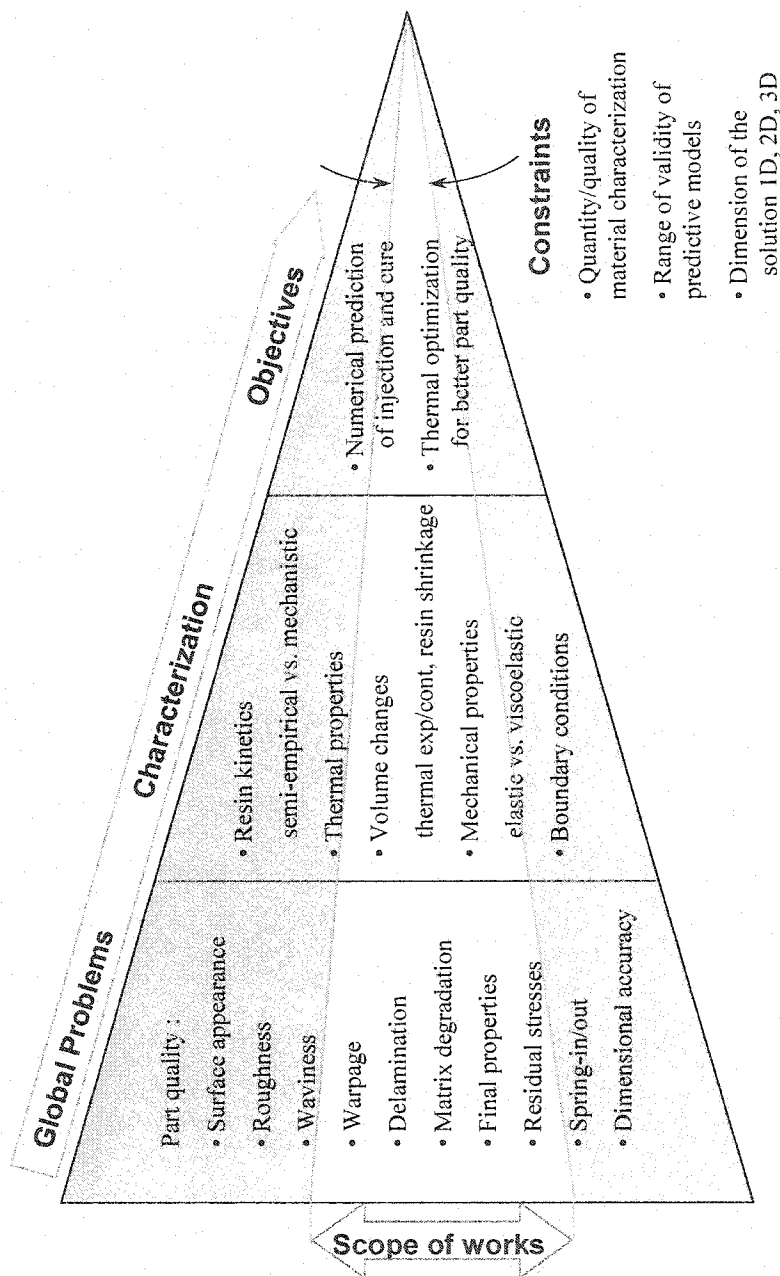 Global Problems
Characterization
Objectives
Part quality :
• Surface appearance
• Roughness
• Waviness
• Warpage
• Delamination
• Matrix degradation
• Final properties
• Residual stresses
• Spring-in/out
• Dimensional accuracy
• Resin kinetics
semi-empirical vs. mechanistic
• Thermal properties
• Volume changes
thermal exp/cont, resin shrinkage
• Mechanical properties
elastic vs. viscoelastic
• Boundary conditions
• Numerical prediction
of injection and cure
• Thermal optimization
for better part quality
Constraints
• Quantity/quality of
material characterization
• Range of validity of
predictive models
• Dimension of the
solution 1D, 2D, 3D
Scope of works